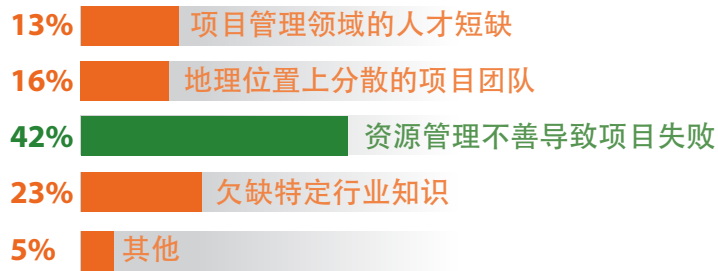 13% 项目管理领域的人才短缺
16% 地理位置上分散的项目团队
42% 资源管理不善导致项目失败
23% 欠缺特定行业知识
5% 其他